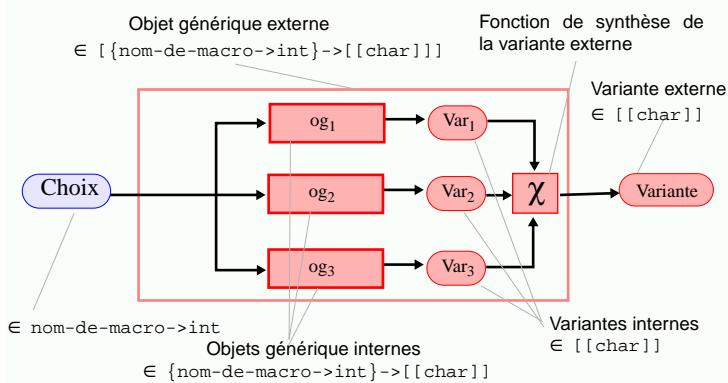 Objet générique externe
∈ [{nom-de-macro->int}->[[char]]]
Fonction de synthèse de
la variante externe
Variante externe
∈ [[char]]
Choix
og1
Var1
og2
Var2
χ
Variante
og3
Var3
∈ nom-de-macro->int
Objets générique internes
∈ {nom-de-macro->int}->[[char]]
Variantes internes
∈ [[char]]